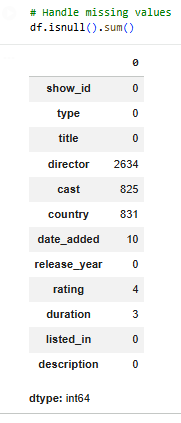 # Handle missing values
df.isnull().sum()
0
show_id 0
type 0
title 0
director 2634
cast 825
country 831
date_added 10
release_year 0
rating 4
duration 3
listed_in 0
description 0
dtype: int64